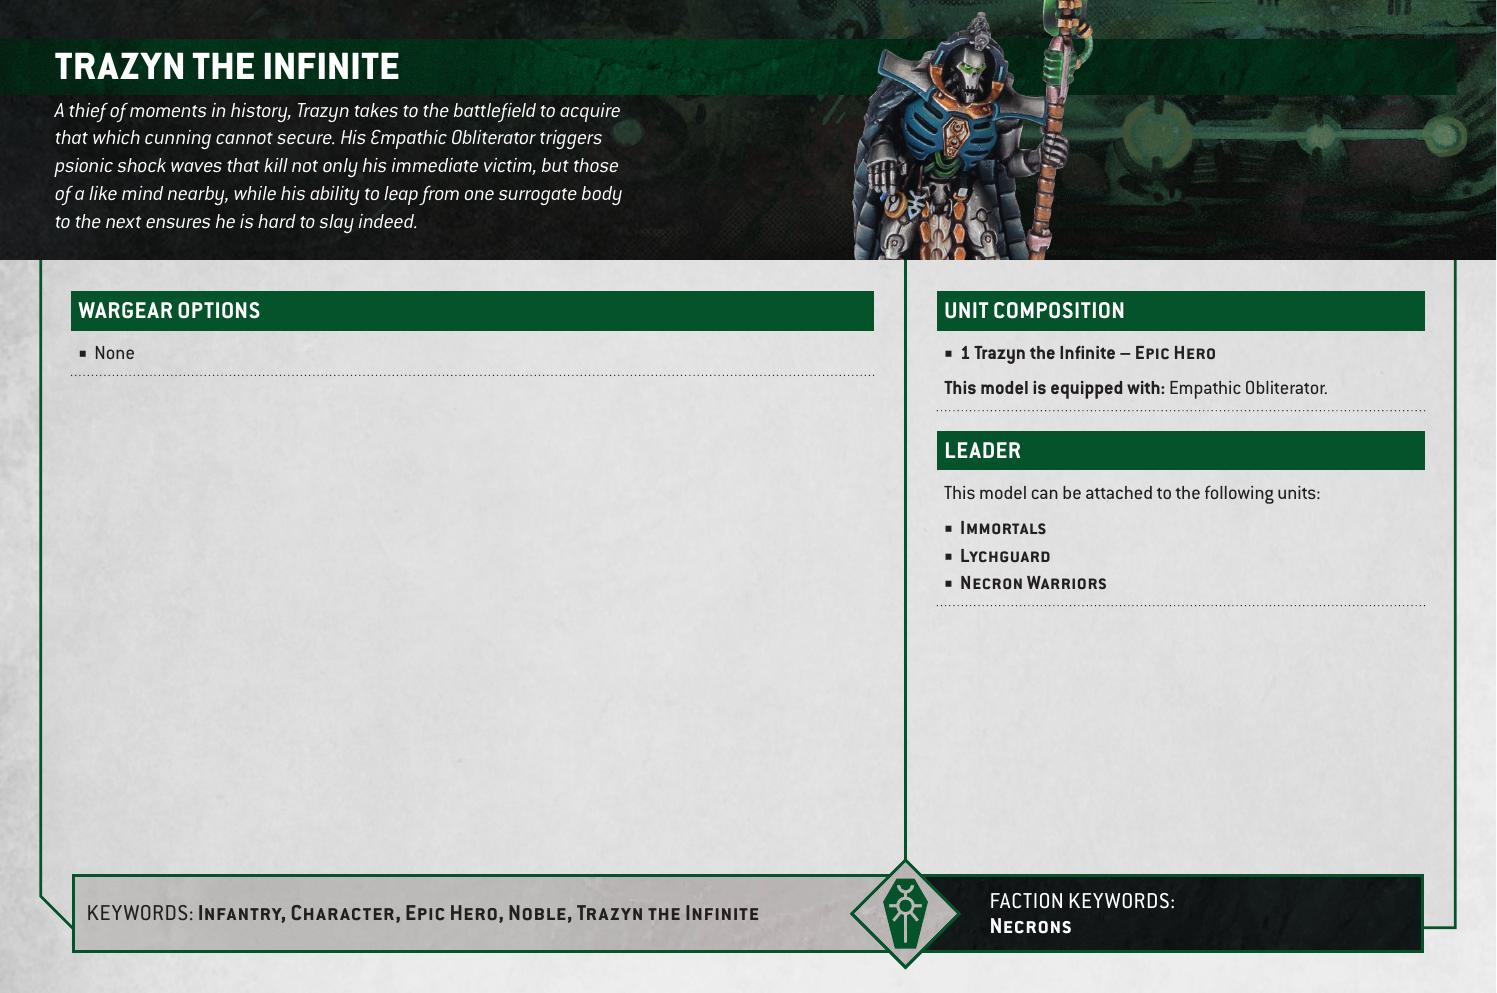 TRAZYN THE INFINITE
A thief of moments in history, Trazyn takes to the battlefield to acquire
that which cunning cannot secure. His Empathic Obliterator triggers
psionic shock waves that kill not only his immediate victim, but those
of a like mind nearby, while his ability to leap from one surrogate body
to the next ensures he is hard to slay indeed.
WARGEAR OPTIONS
▪ None
UNIT COMPOSITION
▪ 1 Trazyn the Infinite – EPIC HERO
This model is equipped with: Empathic Obliterator.
LEADER
This model can be attached to the following units:
▪ IMMORTALS
▪ LYCHGUARD
▪ NECRON WARRIORS
KEYWORDS: INFANTRY, CHARACTER, EPIC HERO, NOBLE, TRAZYN THE INFINITE
FACTION KEYWORDS:
NECRONS